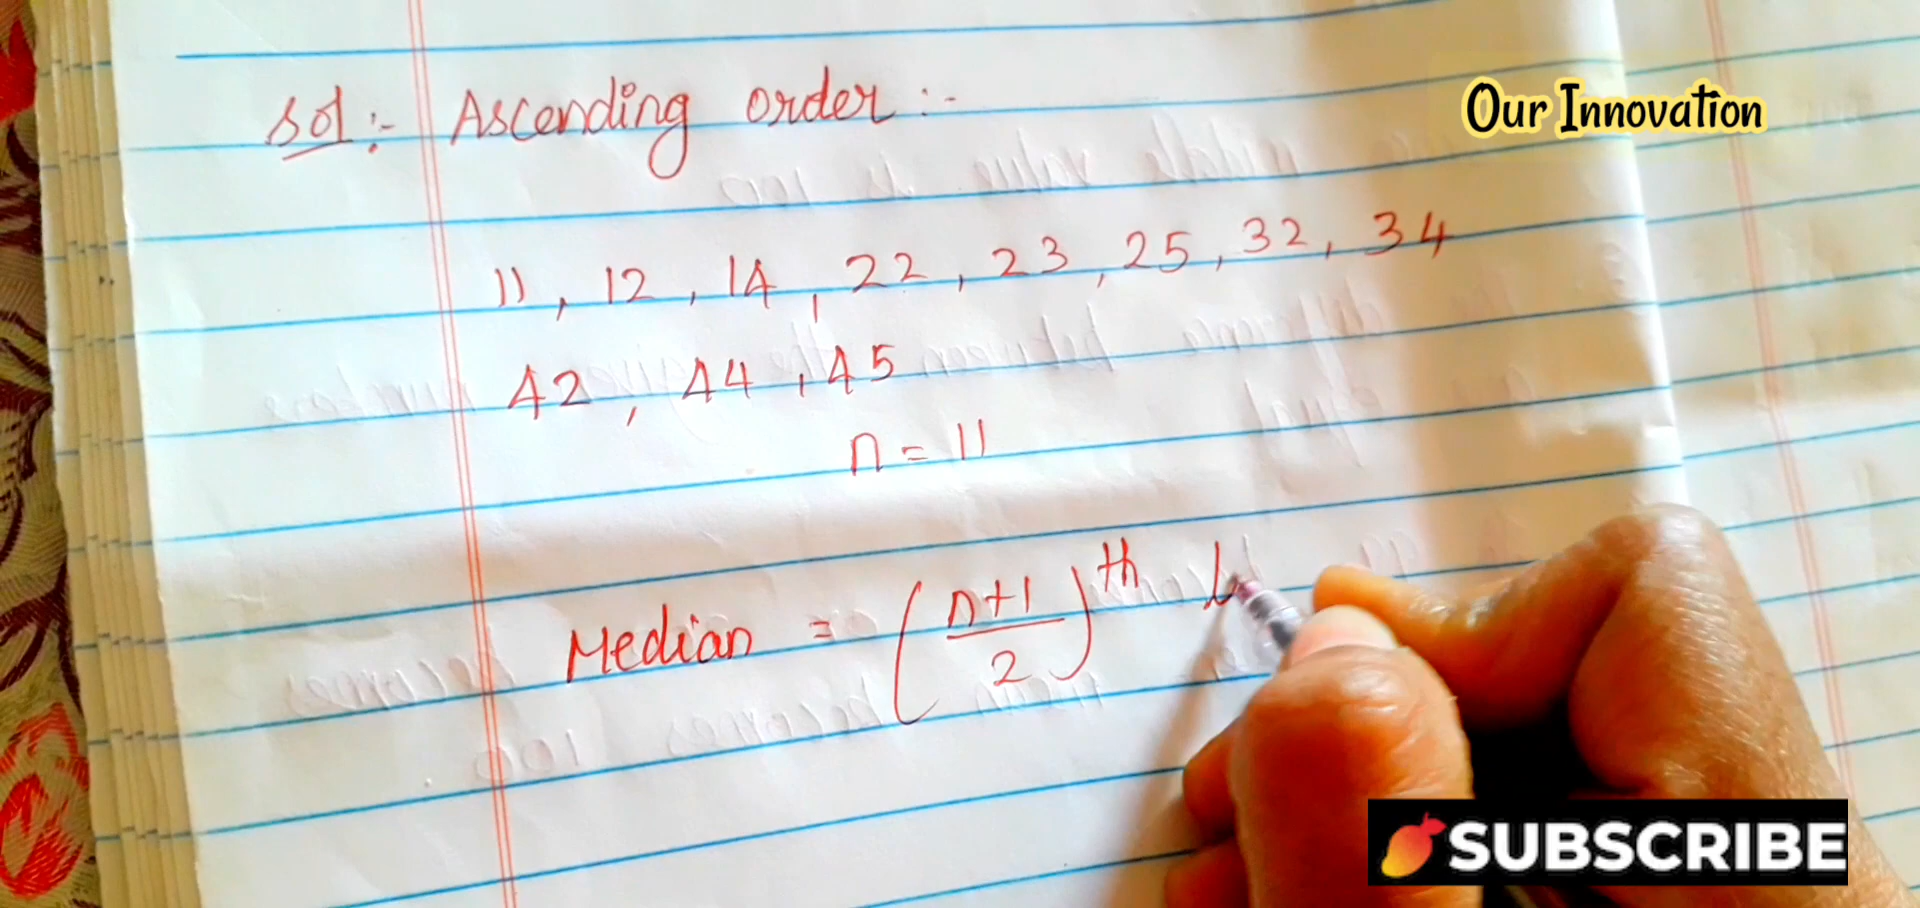 Our Innovation
Sol:- Ascending order:-
11, 12, 14, 22, 23, 25, 32, 34
42, 44, 45
n = 11
Median = (n+1/2)th
SUBSCRIBE